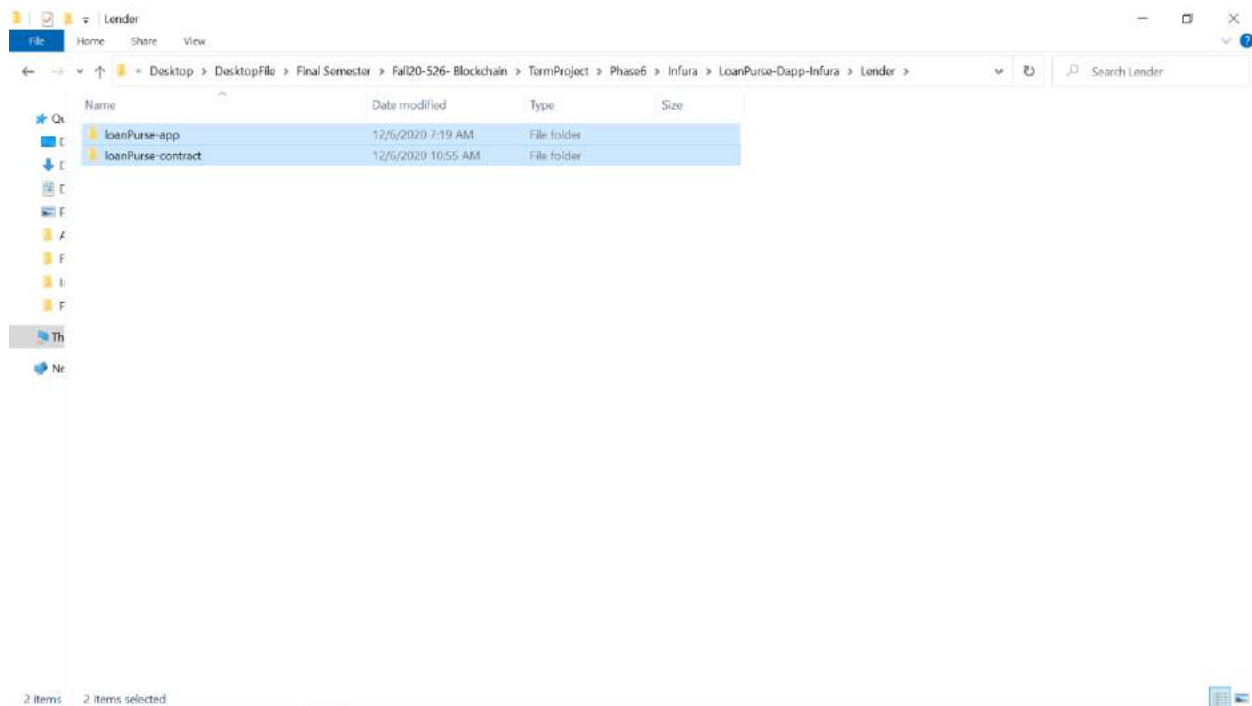 Lender
File Home Share View
« Desktop > DesktopFile > Final Semester > Fall20-526- Blockchain > TermProject > Phase6 > Infura > LoanPurse-Dapp-Infura > Lender >
Search Lender
Name Date modified Type Size
loanPurse-app 12/6/2020 7:19 AM File folder
loanPurse-contract 12/6/2020 10:55 AM File folder
Qu
D
D
D
P
A
F
In
F
Th
Ne
2 items 2 items selected